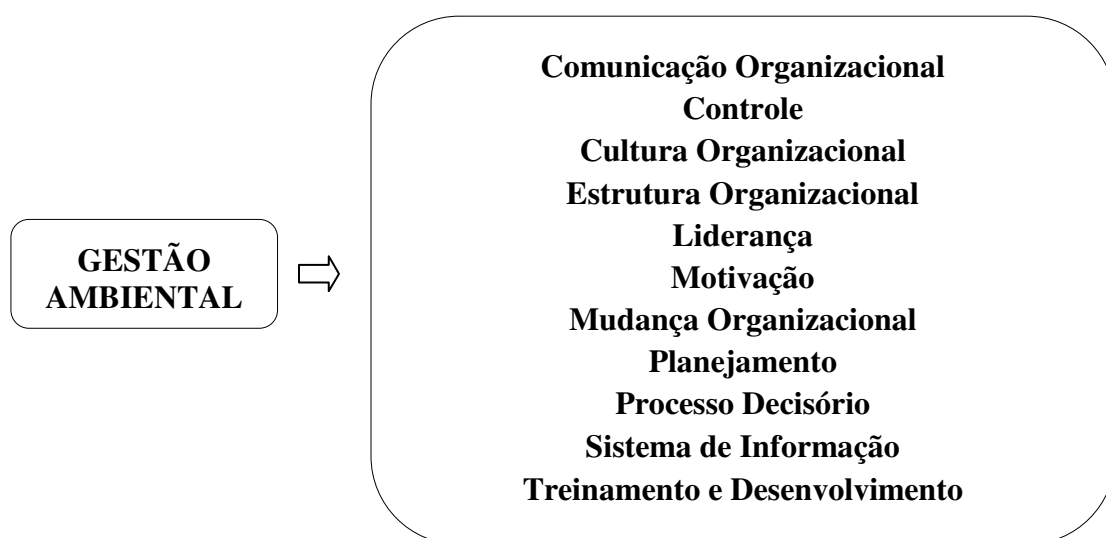 GESTÃO
AMBIENTAL
Comunicação Organizacional
Controle
Cultura Organizacional
Estrutura Organizacional
Liderança
Motivação
Mudança Organizacional
Planejamento
Processo Decisório
Sistema de Informação
Treinamento e Desenvolvimento